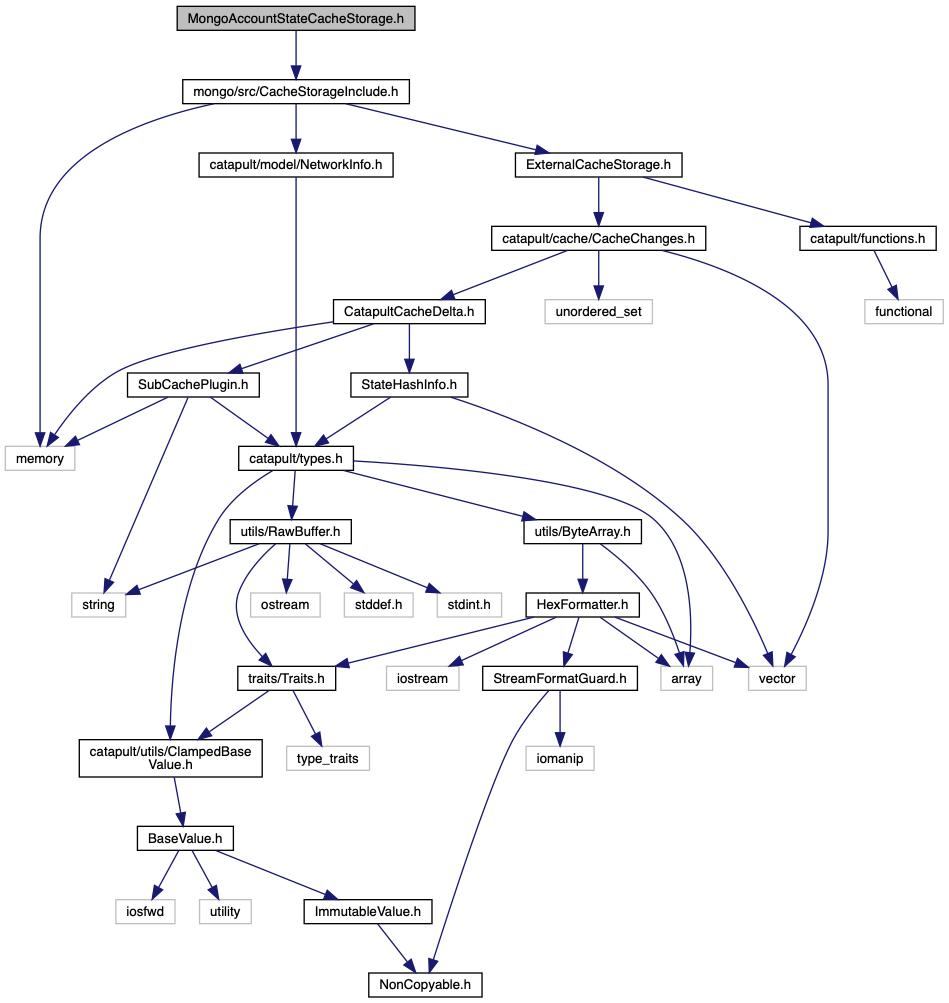 MongoAccountStateCacheStorage.h
mongo/src/CacheStorageInclude.h
catapult/model/NetworkInfo.h
ExternalCacheStorage.h
catapult/cache/CacheChanges.h
catapult/functions.h
CatapultCacheDelta.h
unordered_set
functional
SubCachePlugin.h
StateHashInfo.h
memory
catapult/types.h
utils/RawBuffer.h
utils/ByteArray.h
string
ostream
stddef.h
stdint.h
HexFormatter.h
traits/Traits.h
iostream
StreamFormatGuard.h
array
vector
catapult/utils/ClampedBase
Value.h
type_traits
iomanip
BaseValue.h
iosfwd
utility
ImmutableValue.h
NonCopyable.h